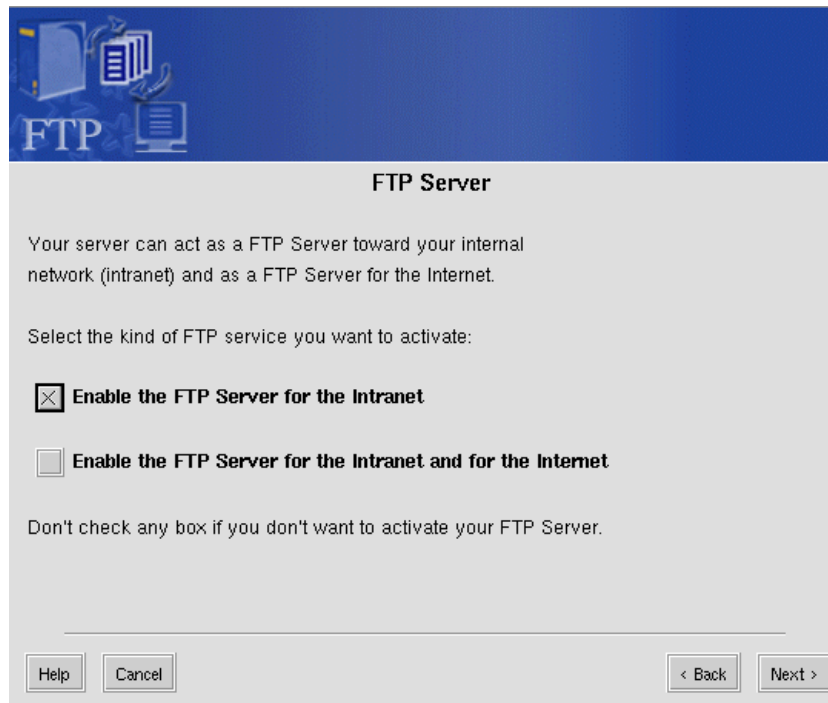 FTP
FTP Server
Your server can act as a FTP Server toward your internal
network (intranet) and as a FTP Server for the Internet.
Select the kind of FTP service you want to activate:
Enable the FTP Server for the Intranet
Enable the FTP Server for the Intranet and for the Internet
Don't check any box if you don't want to activate your FTP Server.
Help
Cancel
< Back
Next >